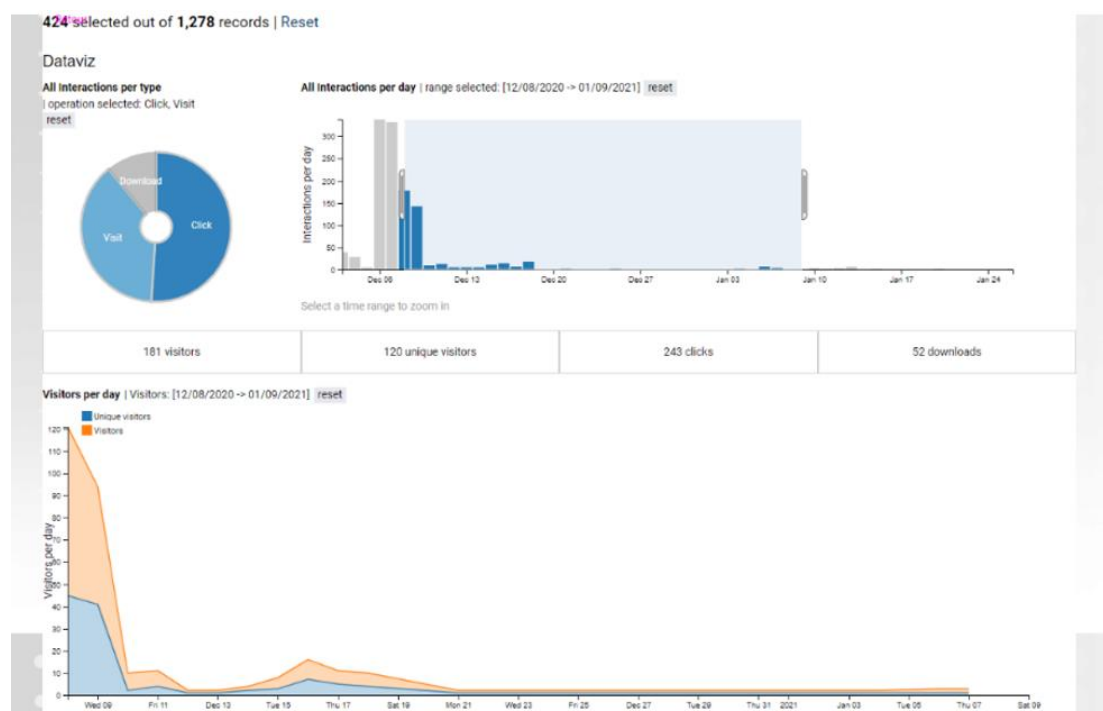 424 selected out of 1,278 records | Reset
Dataviz
All Interactions per type
| operation selected: Click, Visit
reset
Download
Click
Visit
All Interactions per day | range selected: [12/08/2020 -> 01/09/2021] reset
Interactions per day
300
250
200
150
100
50
0
Dec 06 Dec 13 Dec 20 Dec 27 Jan 03 Jan 10 Jan 17 Jan 24
Select a time range to zoom in
181 visitors 120 unique visitors 243 clicks 52 downloads
Visitors per day | Visitors: [12/08/2020 -> 01/09/2021] reset
Unique visitors
Visitors
Visitors per day
120
110
100
90
80
70
60
50
40
30
20
10
0
Wed 09 Fri 11 Dec 13 Tue 15 Thu 17 Sat 19 Mon 21 Wed 23 Fri 25 Dec 27 Tue 29 Thu 31 2021 Jan 03 Tue 05 Thu 07 Sat 09